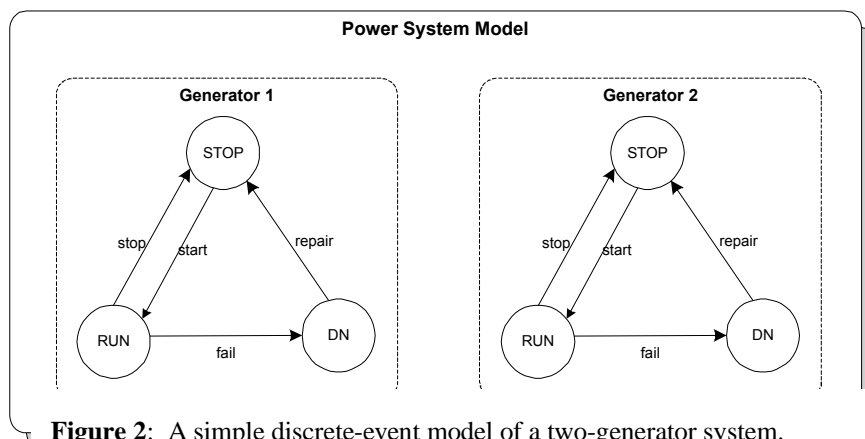 Power System Model
Generator 1
STOP
stop
start
repair
RUN
fail
DN
Generator 2
STOP
stop
start
repair
RUN
fail
DN
Figure 2: A simple discrete-event model of a two-generator system.